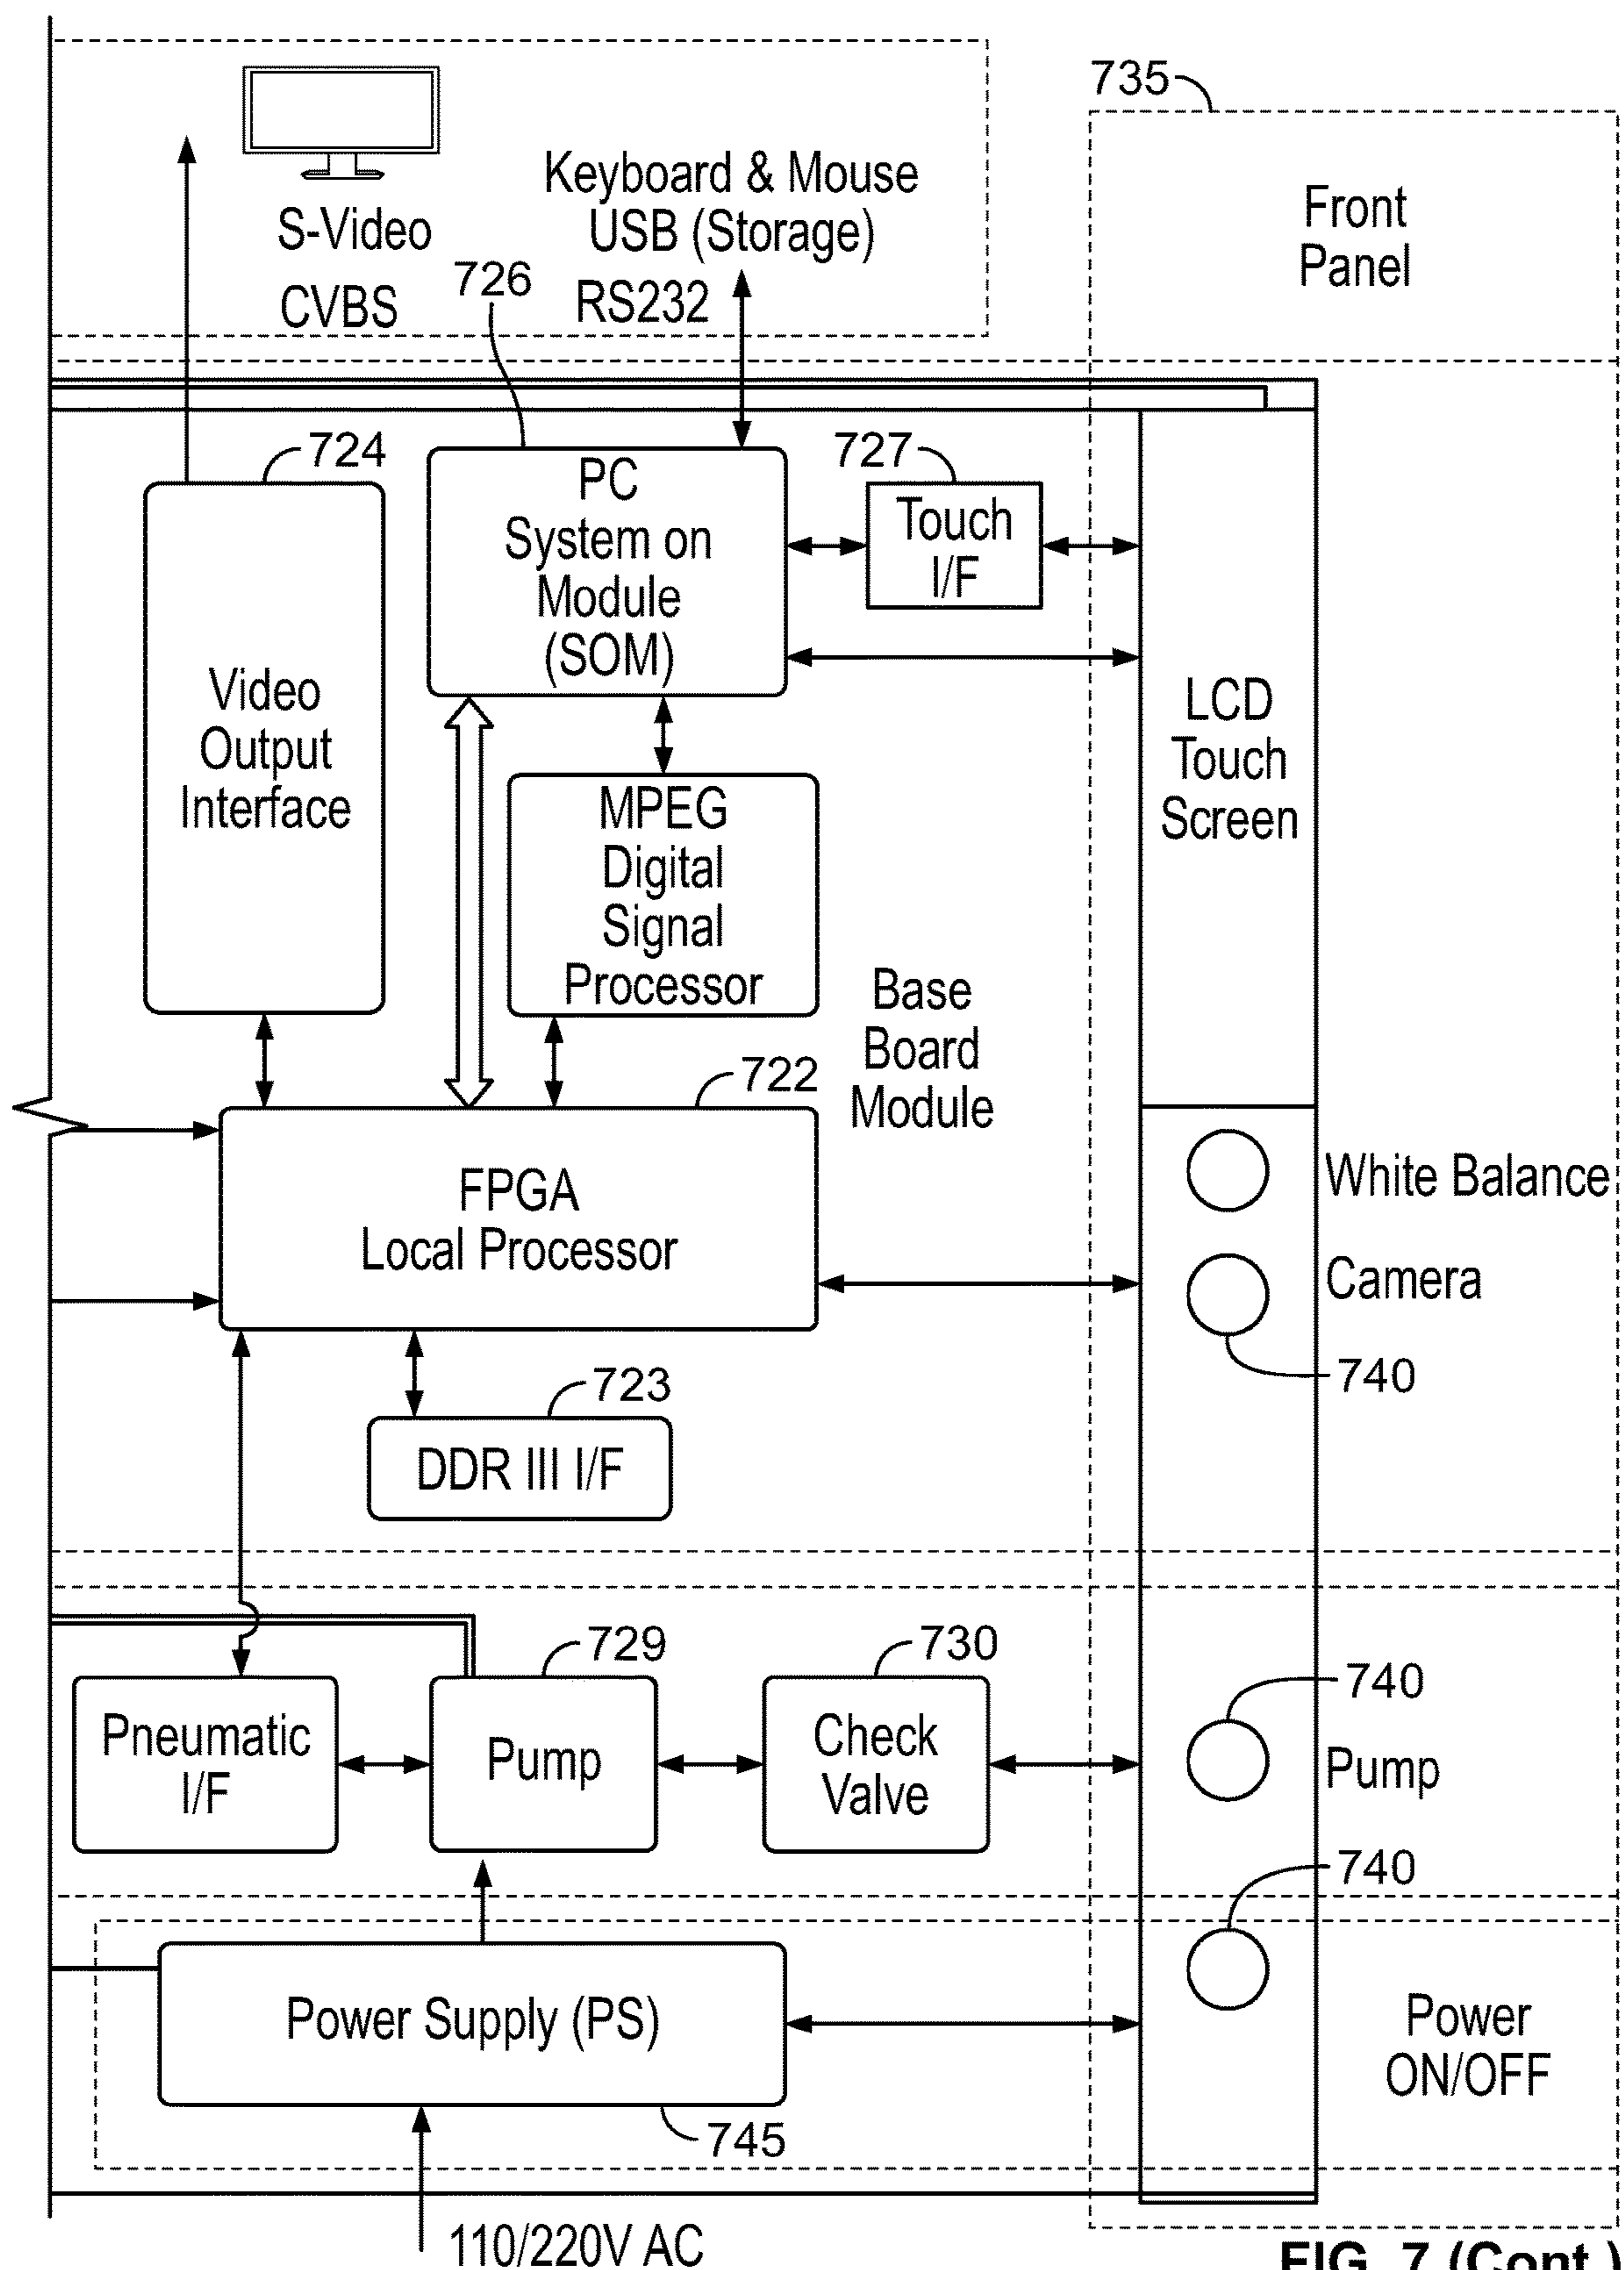 735
Keyboard & Mouse
USB (Storage)
RS232
S-Video
CVBS
Front
Panel
726
724
PC
System on
Module
(SOM)
727
Touch
I/F
Video
Output
Interface
LCD
Touch
Screen
MPEG
Digital
Signal
Processor
Base
Board
Module
722
FPGA
Local Processor
White Balance
Camera
740
723
DDR III I/F
729
730
740
Pneumatic
I/F
Pump
Check
Valve
Pump
740
Power Supply (PS)
Power
ON/OFF
745
110/220V AC
FIG. 7 (Cont.)